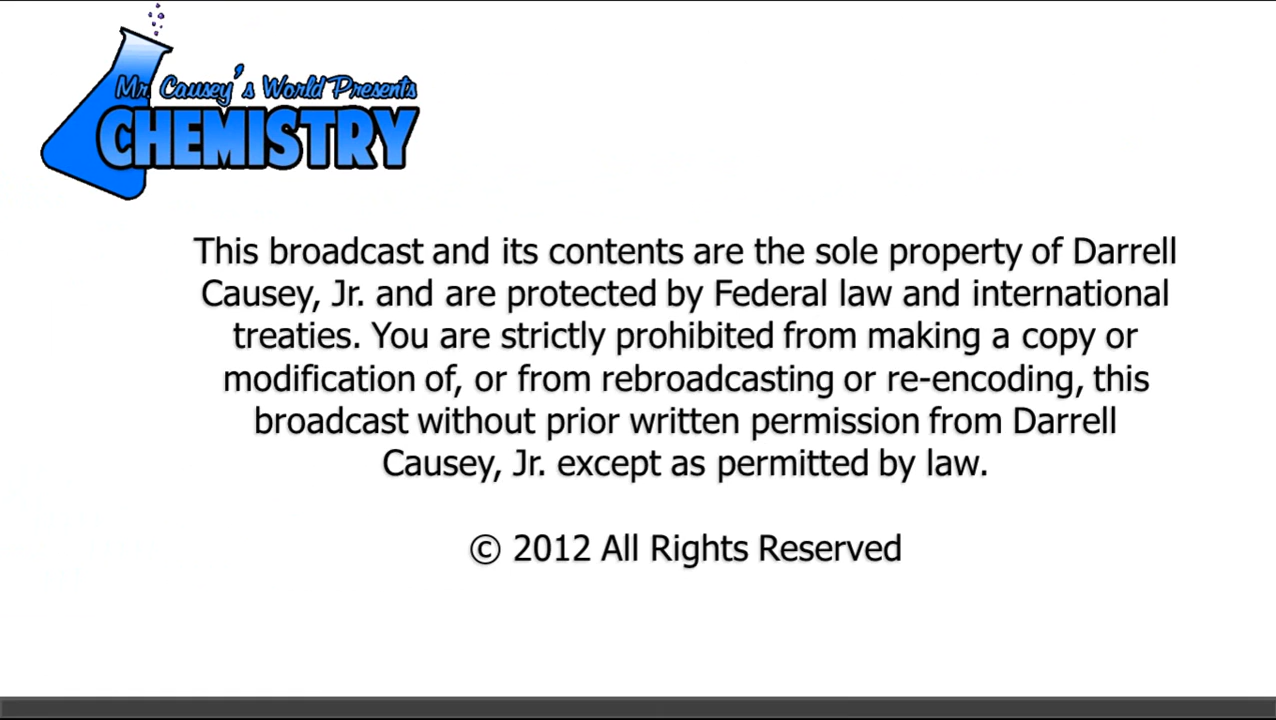 Mr. Causey's World Presents
CHEMISTRY
This broadcast and its contents are the sole property of Darrell
Causey, Jr. and are protected by Federal law and international
treaties. You are strictly prohibited from making a copy or
modification of, or from rebroadcasting or re-encoding, this
broadcast without prior written permission from Darrell
Causey, Jr. except as permitted by law.
© 2012 All Rights Reserved